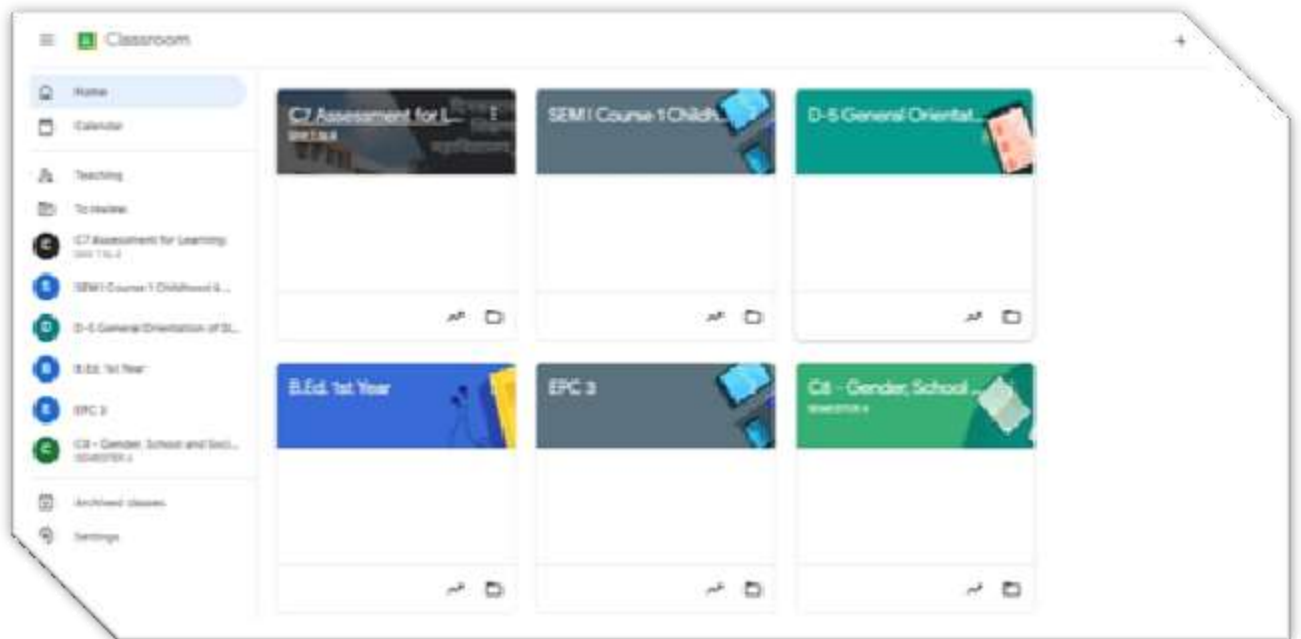 Classroom
Home
Calendar
Teaching
To review
C7 Assessment for Learning
SEM I Course 1 Childhood & ...
D-5 General Orientation of St...
B.Ed. 1st Year
EPC 3
C8 - Gender, School and Soci...
SEMESTER
Archived classes
Settings
C7 Assessment for L...
SEM I Course 1 Childh...
D-5 General Orientat...
B.Ed. 1st Year
EPC 3
C8 - Gender, School ...
SEMESTER